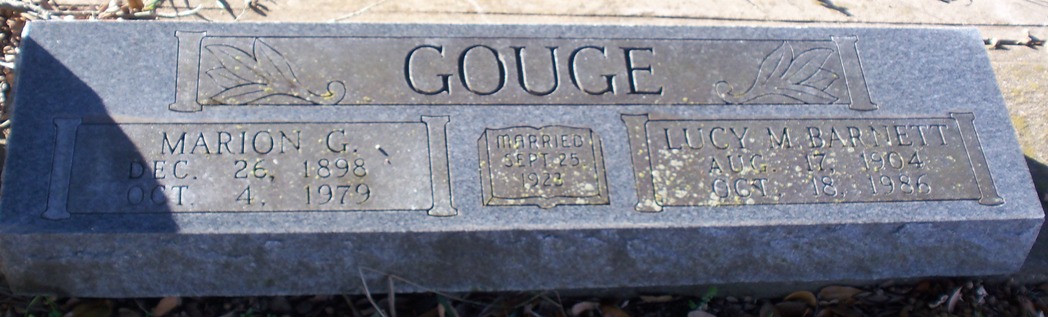 GOUGE
MARION G.
DEC. 26, 1898
OCT. 4, 1979
MARRIED
SEPT. 25
LUCY M. BARNETT
AUG. 17, 1904
OCT. 18, 1986